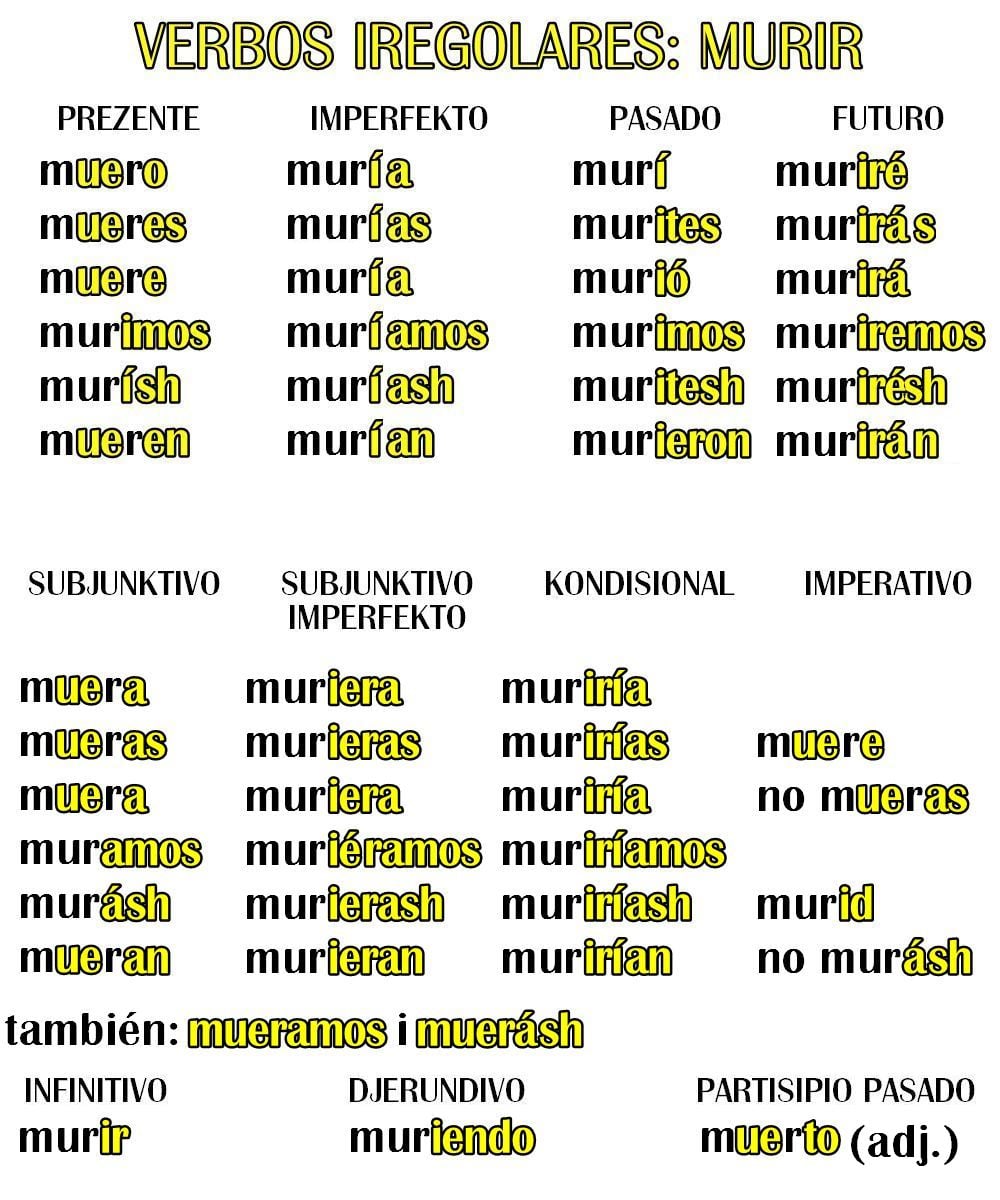 VERBOS IREGOLARES: MURIR
PREZENTE IMPERFEKTO PASADO FUTURO
muero muría murí muriré
mueres murías murites murirás
muere muría murió murirá
murimos muríamos murimos muriremos
murísh muríash muritesh murirésh
mueren murían murieron murirán
SUBJUNKTIVO SUBJUNKTIVO KONDISIONAL IMPERATIVO
IMPERFEKTO
muera muriera muriría
mueras murieras murirías muere
muera muriera muriría no mueras
muramos muriéramos muriríamos
murásh murierash muriríash murid
mueran murieran murirían no murásh
también: mueramos i muerásh
INFINITIVO DJERUNDIVO PARTISIPIO PASADO
murir muriendo muerto (adj.)